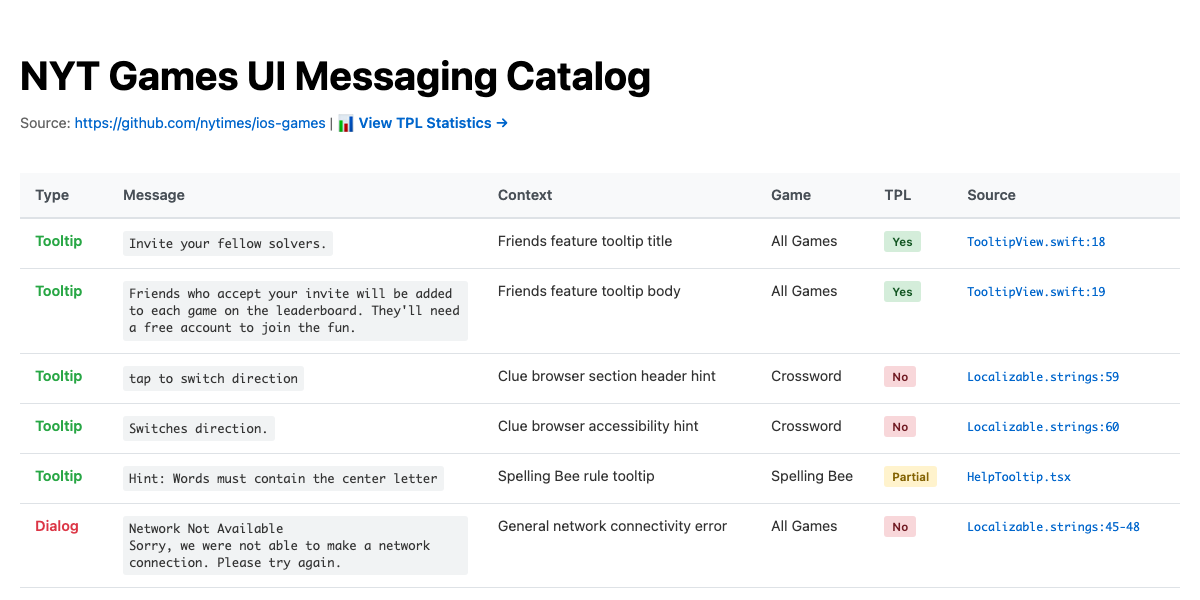 NYT Games UI Messaging Catalog
Source: https://github.com/nytimes/ios-games | 📊 View TPL Statistics →
Type Message Context Game TPL Source
Tooltip Invite your fellow solvers. Friends feature tooltip title All Games Yes TooltipView.swift:18
Tooltip Friends who accept your invite will be added Friends feature tooltip body All Games Yes TooltipView.swift:19
to each game on the leaderboard. They'll need
a free account to join the fun.
Tooltip tap to switch direction Clue browser section header hint Crossword No Localizable.strings:59
Tooltip Switches direction. Clue browser accessibility hint Crossword No Localizable.strings:60
Tooltip Hint: Words must contain the center letter Spelling Bee rule tooltip Spelling Bee Partial HelpTooltip.tsx
Dialog Network Not Available General network connectivity error All Games No Localizable.strings:45-48
Sorry, we were not able to make a network
connection. Please try again.